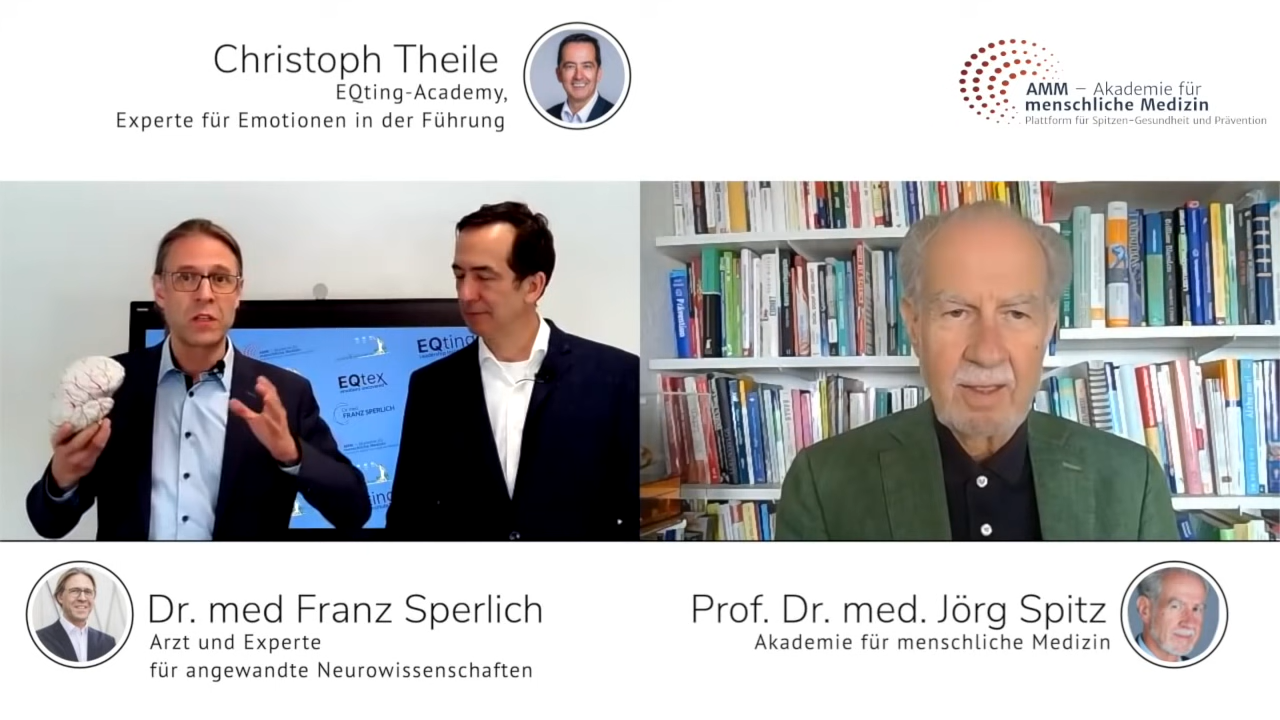 Christoph Theile
EQting-Academy,
Experte für Emotionen in der Führung
AMM – Akademie für
menschliche Medizin
Plattform für Spitzen-Gesundheit und Prävention
EQting
EQtex
FRANZ SPERLICH
Prävention
Dr. med Franz Sperlich
Arzt und Experte
für angewandte Neurowissenschaften
Prof. Dr. med. Jörg Spitz
Akademie für menschliche Medizin